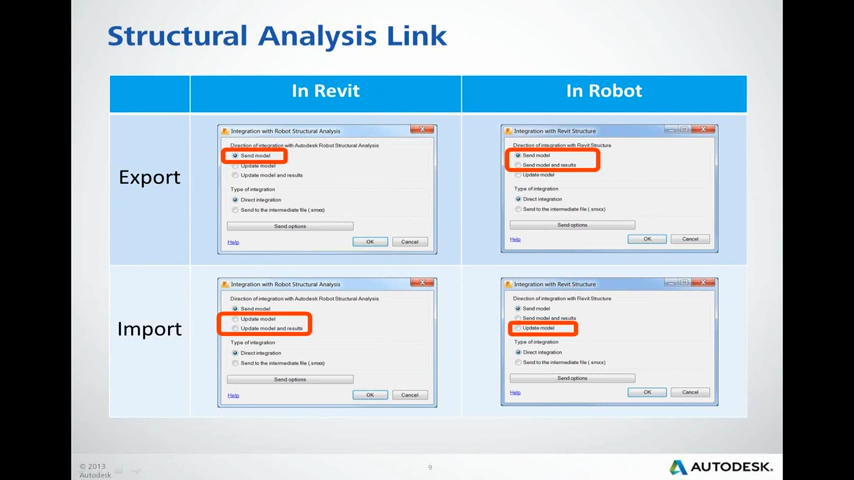 Structural Analysis Link
In Revit
In Robot
Export
Integration with Robot Structural Analysis
Direction of integration with Autodesk Robot Structural Analysis
Send model
Update model
Update model and results
Type of integration
Direct integration
Send to the intermediate file (.smxx)
Send options
Help
OK
Cancel
Integration with Revit Structure
Direction of integration with Revit Structure
Send model
Send model and results
Update model
Type of integration
Direct integration
Send to the intermediate file (.smxx)
Send options
Help
OK
Cancel
Import
Integration with Robot Structural Analysis
Direction of integration with Autodesk Robot Structural Analysis
Send model
Update model
Update model and results
Type of integration
Direct integration
Send to the intermediate file (.smxx)
Send options
Help
OK
Cancel
Integration with Revit Structure
Direction of integration with Revit Structure
Send model
Send model and results
Update model
Type of integration
Direct integration
Send to the intermediate file (.smxx)
Send options
Help
OK
Cancel
© 2013
Autodesk
9
AUTODESK.